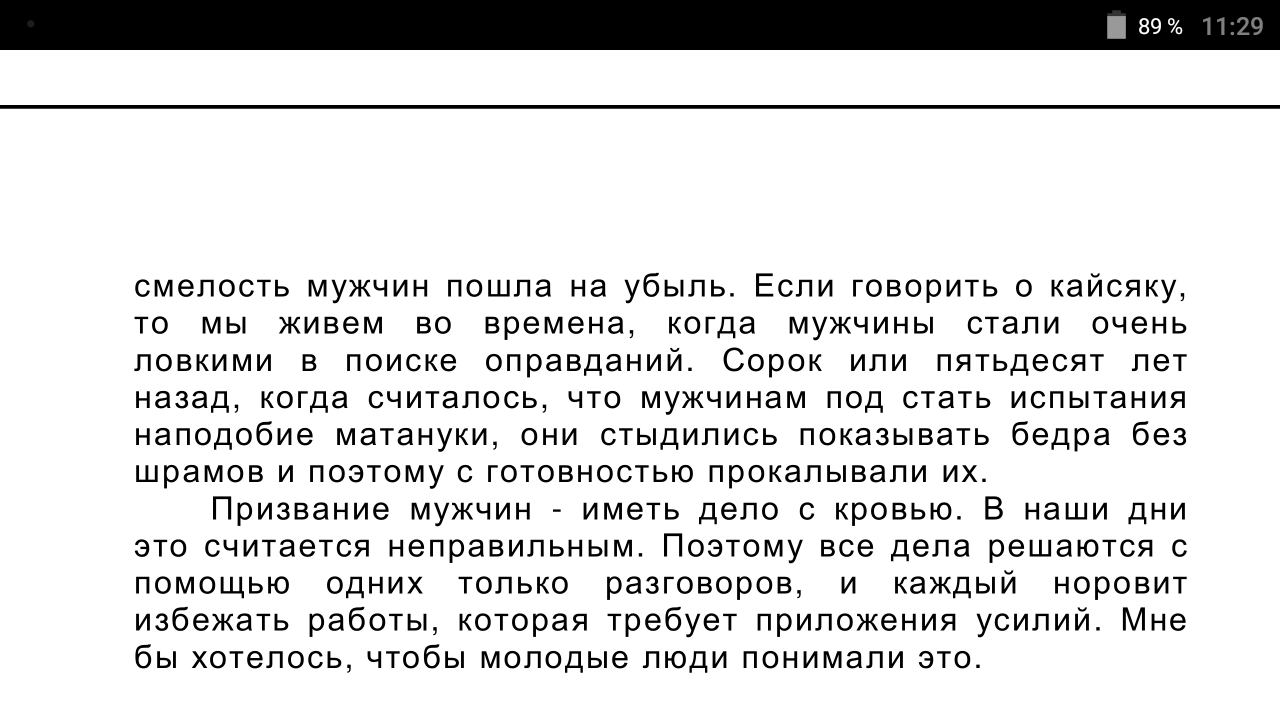 89 % 11:29
смелость мужчин пошла на убыль. Если говорить о кайсяку,
то мы живем во времена, когда мужчины стали очень
ловкими в поиске оправданий. Сорок или пятьдесят лет
назад, когда считалось, что мужчинам под стать испытания
наподобие матануки, они стыдились показывать бедра без
шрамов и поэтому с готовностью прокалывали их.
Призвание мужчин - иметь дело с кровью. В наши дни
это считается неправильным. Поэтому все дела решаются с
помощью одних только разговоров, и каждый норовит
избежать работы, которая требует приложения усилий. Мне
бы хотелось, чтобы молодые люди понимали это.